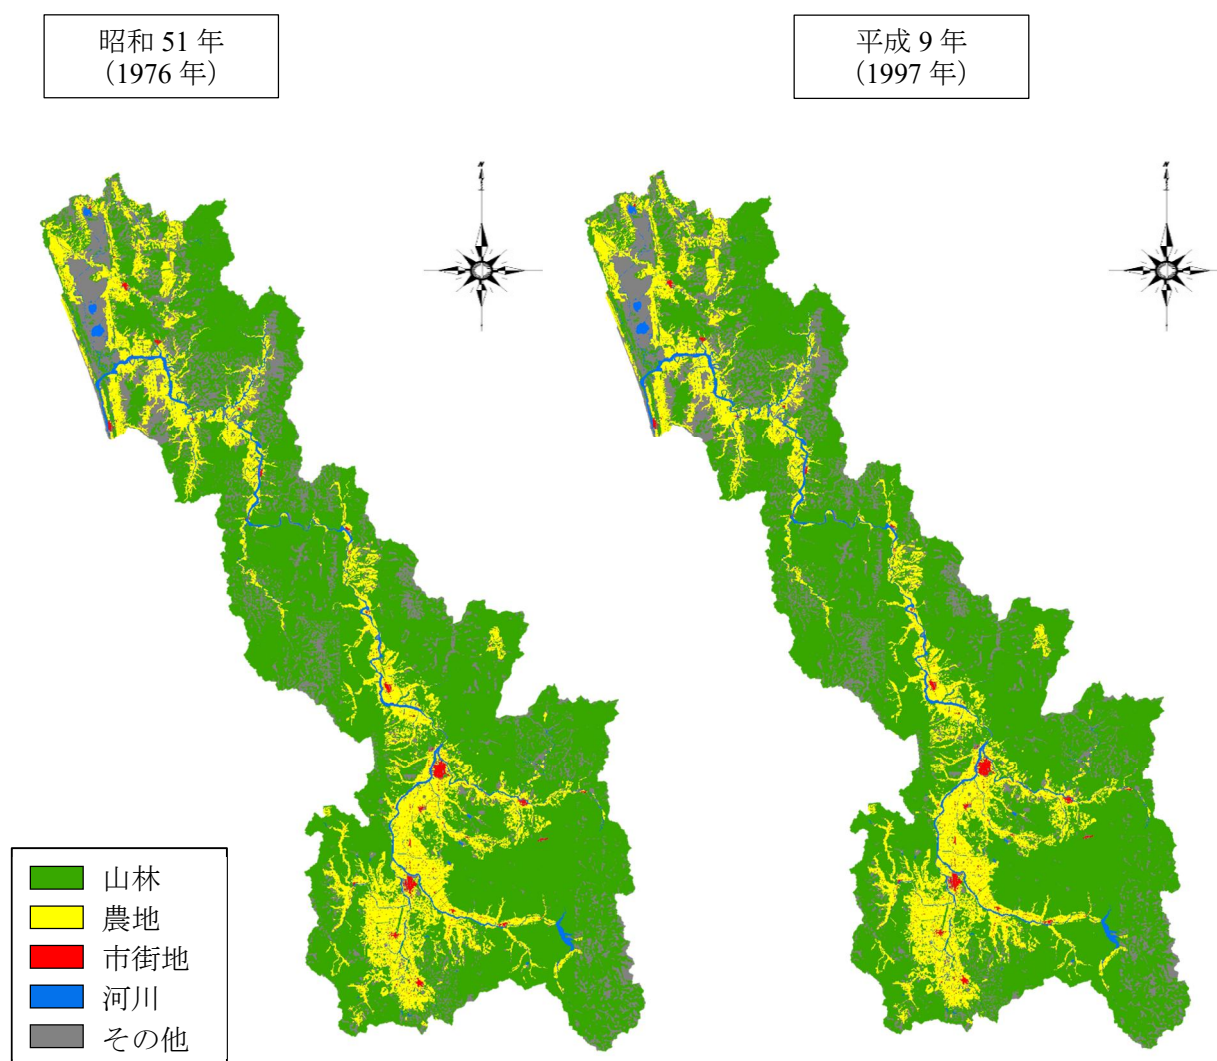 昭和 51 年
（1976 年）
平成 9 年
（1997 年）
N
N
山林
農地
市街地
河川
その他